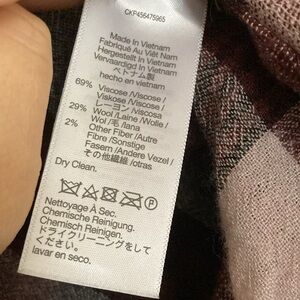 CKF456475965
Made In Vietnam
Fabriqué Au Viêt Nam
Hergestellt In Vietnam
Vervaardigd In Vietnam
ベトナム製
hecho en vietnam
69% Viscose /Viscose/
Viskose /Viscose /
レーヨン /viscosa
29% Wool /Laine /Wolle /
Wol /毛 /lana
2% Other Fiber /Autre
Fibre /Sonstige
Fasern /Andere Vezel /
その他繊維 /otras
Dry Clean.
Nettoyage À Sec.
Chemische Reinigung.
Chemisch Reinigen.
ドライクリーニングをして
ください。
lavar en seco.